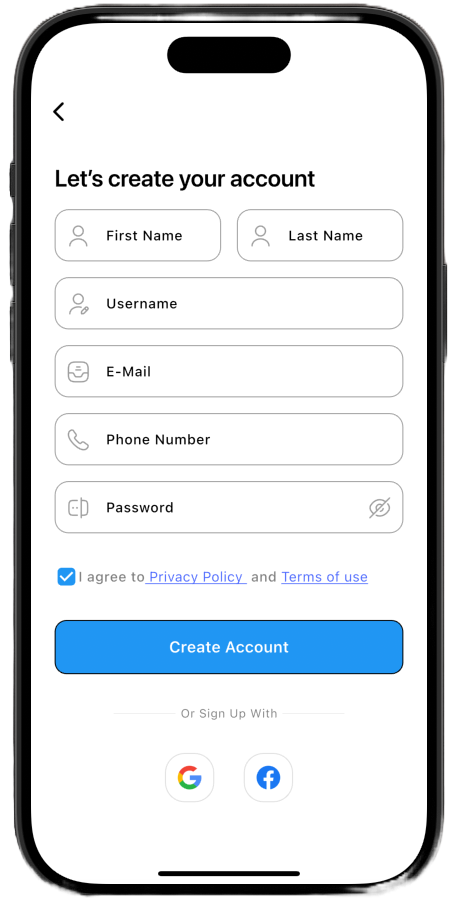 Let's create your account
First Name
Last Name
Username
E-Mail
Phone Number
Password
I agree to Privacy Policy and Terms of use
Create Account
Or Sign Up With